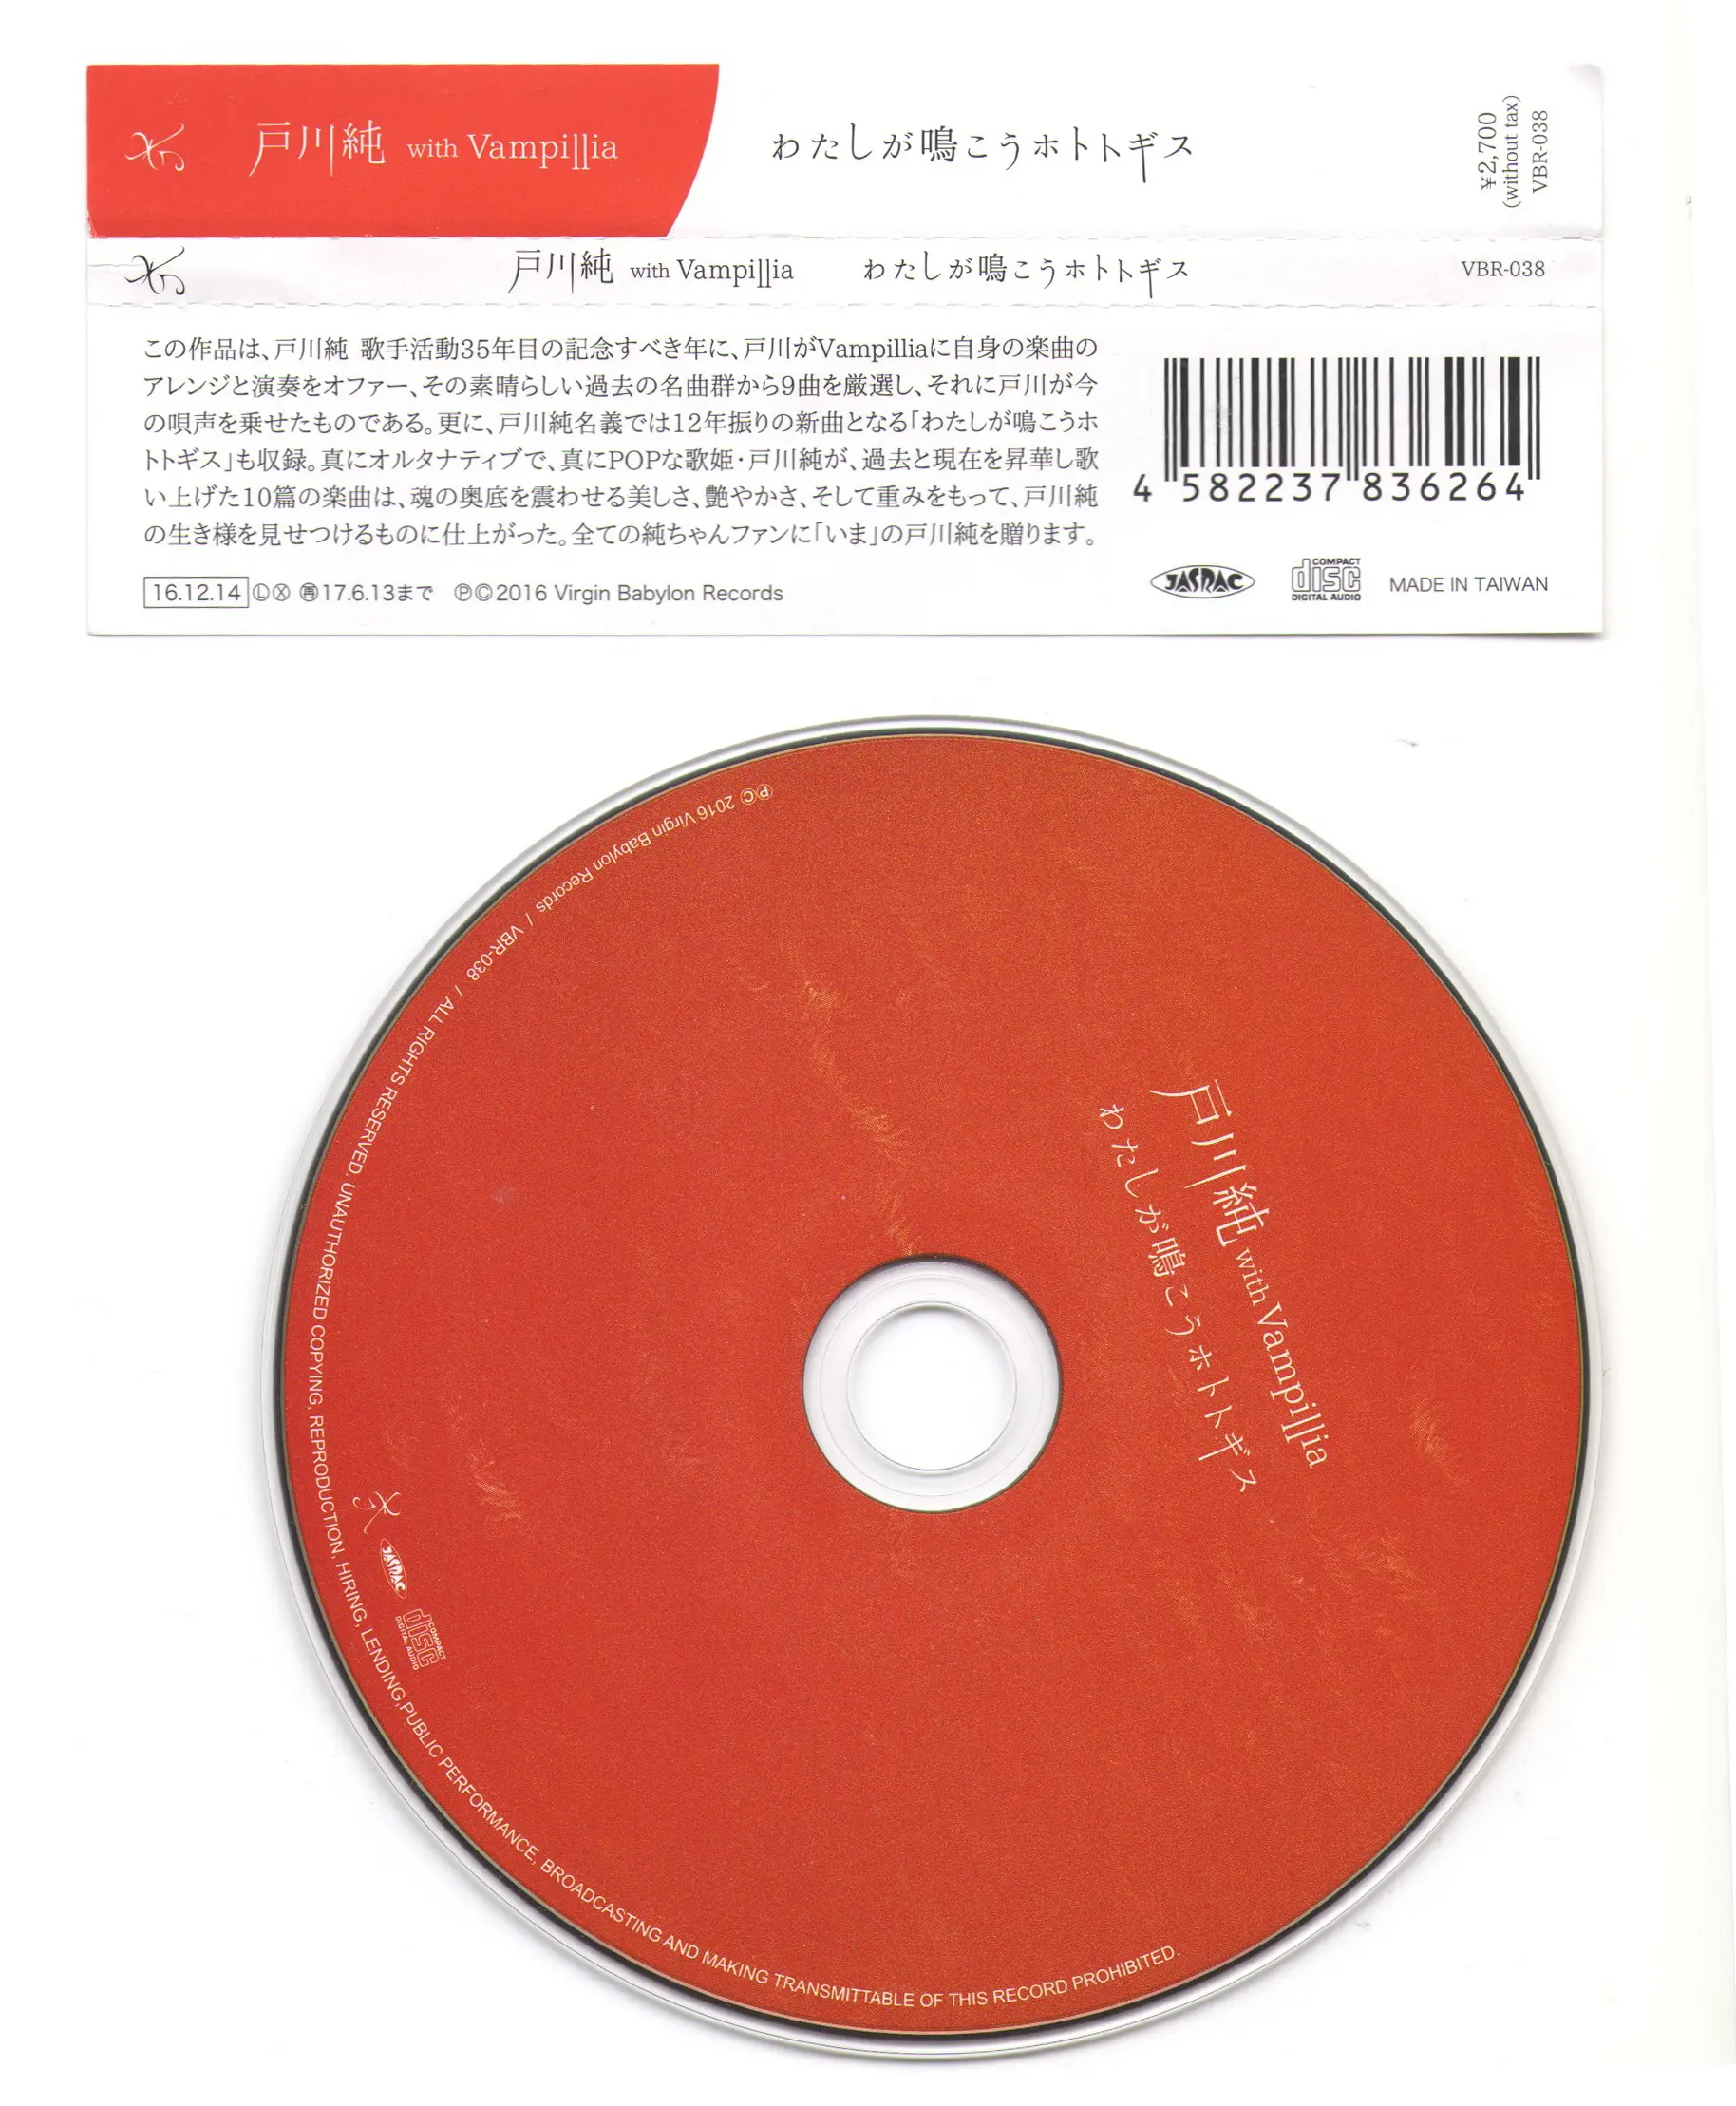 戸川純 with Vampillia
わたしが鳴こうホトトギス
¥2,700
(without tax)
VBR-038
戸川純 with Vampillia わたしが鳴こうホトトギス VBR-038
この作品は、戸川純 歌手活動35年目の記念すべき年に、戸川がVampilliaに自身の楽曲の
アレンジと演奏をオファー、その素晴らしい過去の名曲群から9曲を厳選し、それに戸川が今
の唄声を乗せたものである。更に、戸川純名義では12年振りの新曲となる「わたしが鳴こうホ
トトギス」も収録。真にオルタナティブで、真にPOPな歌姫・戸川純が、過去と現在を昇華し歌
い上げた10篇の楽曲は、魂の奥底を震わせる美しさ、艶やかさ、そして重みをもって、戸川純
の生き様を見せつけるものに仕上がった。全ての純ちゃんファンに「いま」の戸川純を贈ります。
4 582237 836264
16.12.14 ⓁⓍ ㊞17.6.13まで ℗©2016 Virgin Babylon Records
JASRAC
COMPACT
disc
DIGITAL AUDIO
MADE IN TAIWAN
℗© 2016 Virgin Babylon Records / VBR-038 / ALL RIGHTS RESERVED. UNAUTHORIZED COPYING, REPRODUCTION, HIRING, LENDING,PUBLIC PERFORMANCE, BROADCASTING AND MAKING TRANSMITTABLE OF THIS RECORD PROHIBITED.
戸川純 with Vampillia
わたしが鳴こうホトトギス
JASRAC
COMPACT
disc
DIGITAL AUDIO